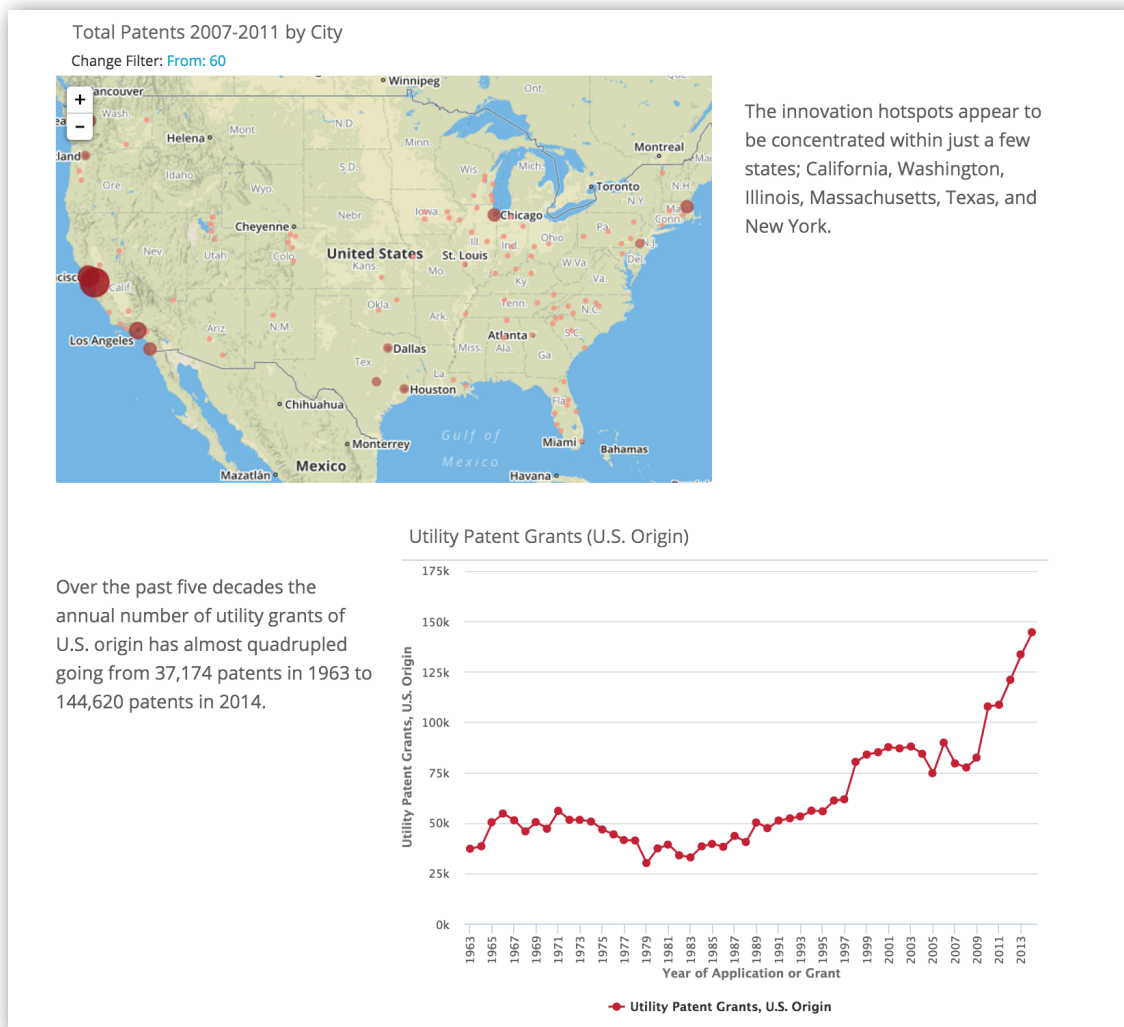 Total Patents 2007-2011 by City
Change Filter: From: 60
+
−
ancouver
Winnipeg
Ont.
Wash.
Helena
Mont.
N.D.
Minn.
Montreal
land
Idaho
S.D.
Wis.
Mich.
Toronto
N.H.
Ore.
Wyo.
N.Y.
Iowa
Chicago
Conn.
Nebr.
Cheyenne
Pa.
Nev.
Utah
Colo.
United States
Kans.
St. Louis
Ill.
Ind.
Ohio
N.J.
Mo.
W.Va.
De
cisc
Calif.
Ky.
Va.
Okla.
Tenn.
N.C.
Ark.
Los Angeles
Ariz.
N.M.
Atlanta
S.C.
Dallas
Miss.
Ala.
Ga.
Tex.
La.
Houston
Chihuahua
Fla.
Gulf of
Mexico
Monterrey
Miami
Bahamas
Mexico
Mazatlán
Havana
The innovation hotspots appear to
be concentrated within just a few
states; California, Washington,
Illinois, Massachusetts, Texas, and
New York.
Over the past five decades the
annual number of utility grants of
U.S. origin has almost quadrupled
going from 37,174 patents in 1963 to
144,620 patents in 2014.
Utility Patent Grants (U.S. Origin)
Utility Patent Grants, U.S. Origin
175k
150k
125k
100k
75k
50k
25k
0k
1963
1965
1967
1969
1971
1973
1975
1977
1979
1981
1983
1985
1987
1989
1991
1993
1995
1997
1999
2001
2003
2005
2007
2009
2011
2013
Year of Application or Grant
Utility Patent Grants, U.S. Origin